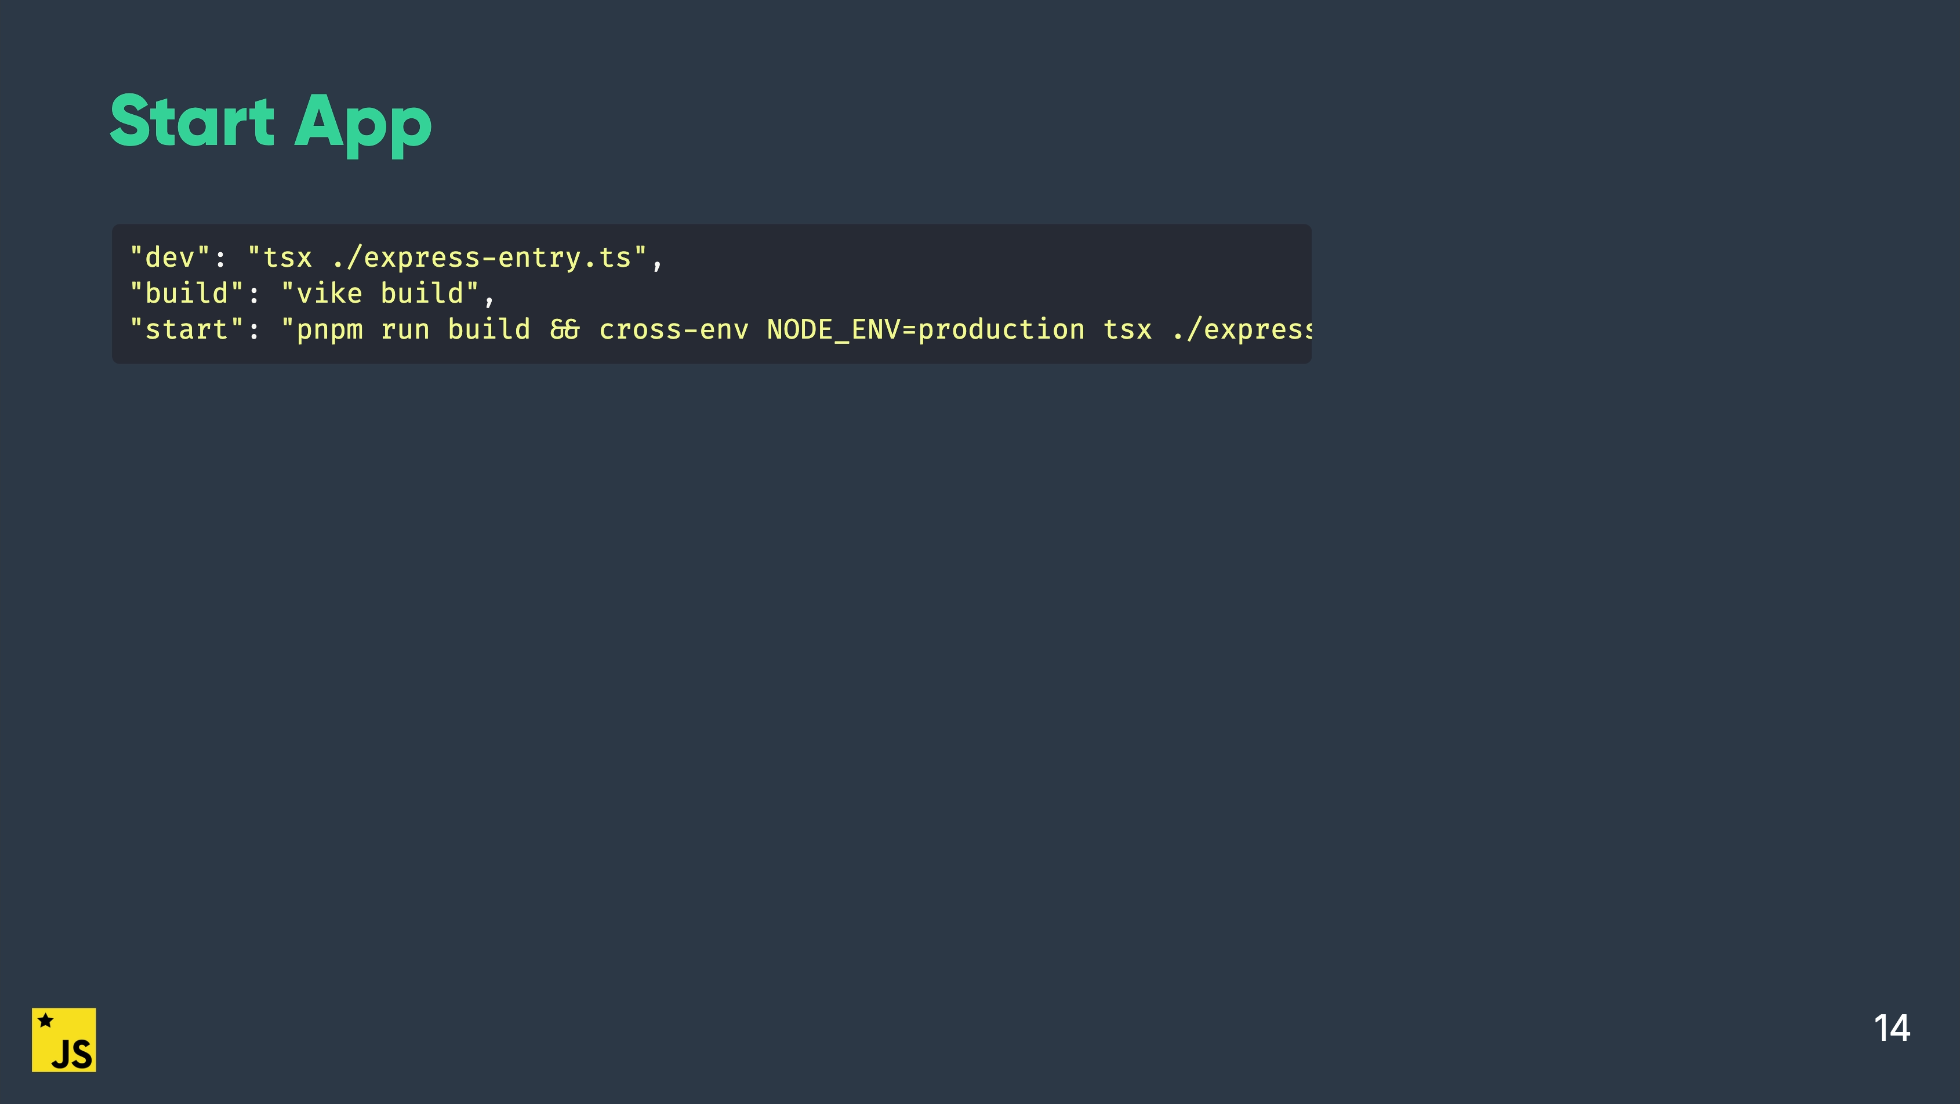 Start App
"dev": "tsx ./express-entry.ts",
"build": "vike build",
"start": "pnpm run build && cross-env NODE_ENV=production tsx ./express
JS
14